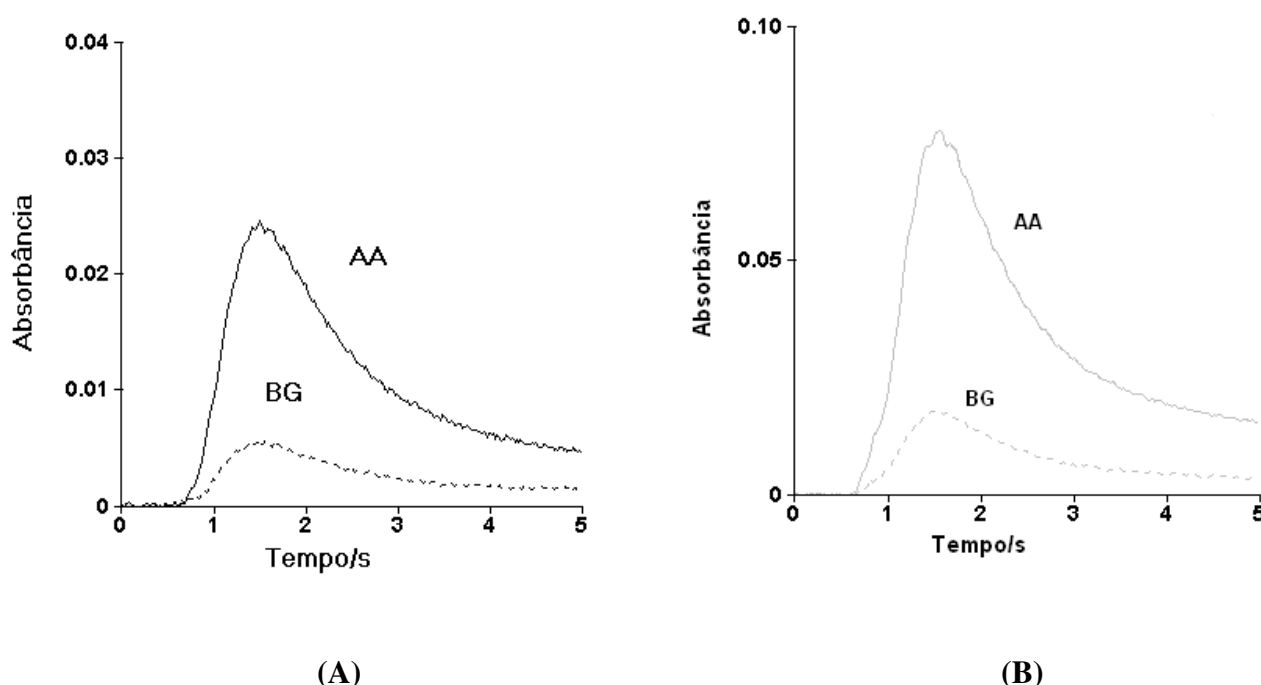 0.04
0.03
Absorbância
0.02
AA
0.01
BG
0
0 1 2 3 4 5
Tempo/s
(A)
0.10
Absorbância
0.05
AA
BG
0
0 1 2 3 4 5
Tempo/s
(B)